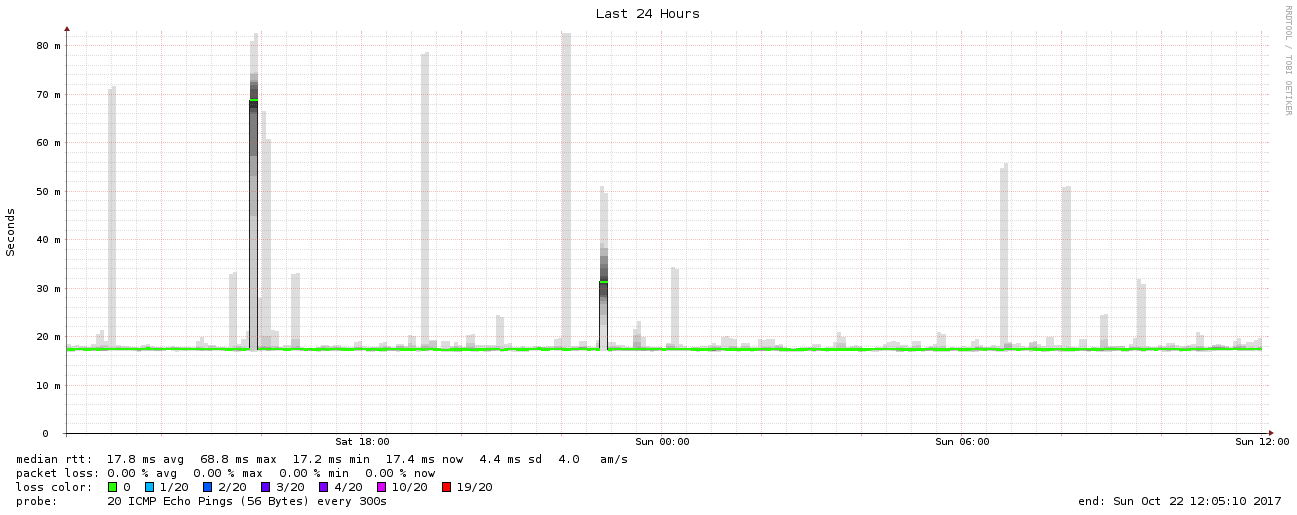 Last 24 Hours
RRDTOOL / TOBI OETIKER
Seconds
80 m
70 m
60 m
50 m
40 m
30 m
20 m
10 m
0
Sat 18:00 Sun 00:00 Sun 06:00 Sun 12:00
median rtt: 17.8 ms avg 68.8 ms max 17.2 ms min 17.4 ms now 4.4 ms sd 4.0 am/s
packet loss: 0.00 % avg 0.00 % max 0.00 % min 0.00 % now
loss color: 0 1/20 2/20 3/20 4/20 10/20 19/20
probe: 20 ICMP Echo Pings (56 Bytes) every 300s end: Sun Oct 22 12:05:10 2017